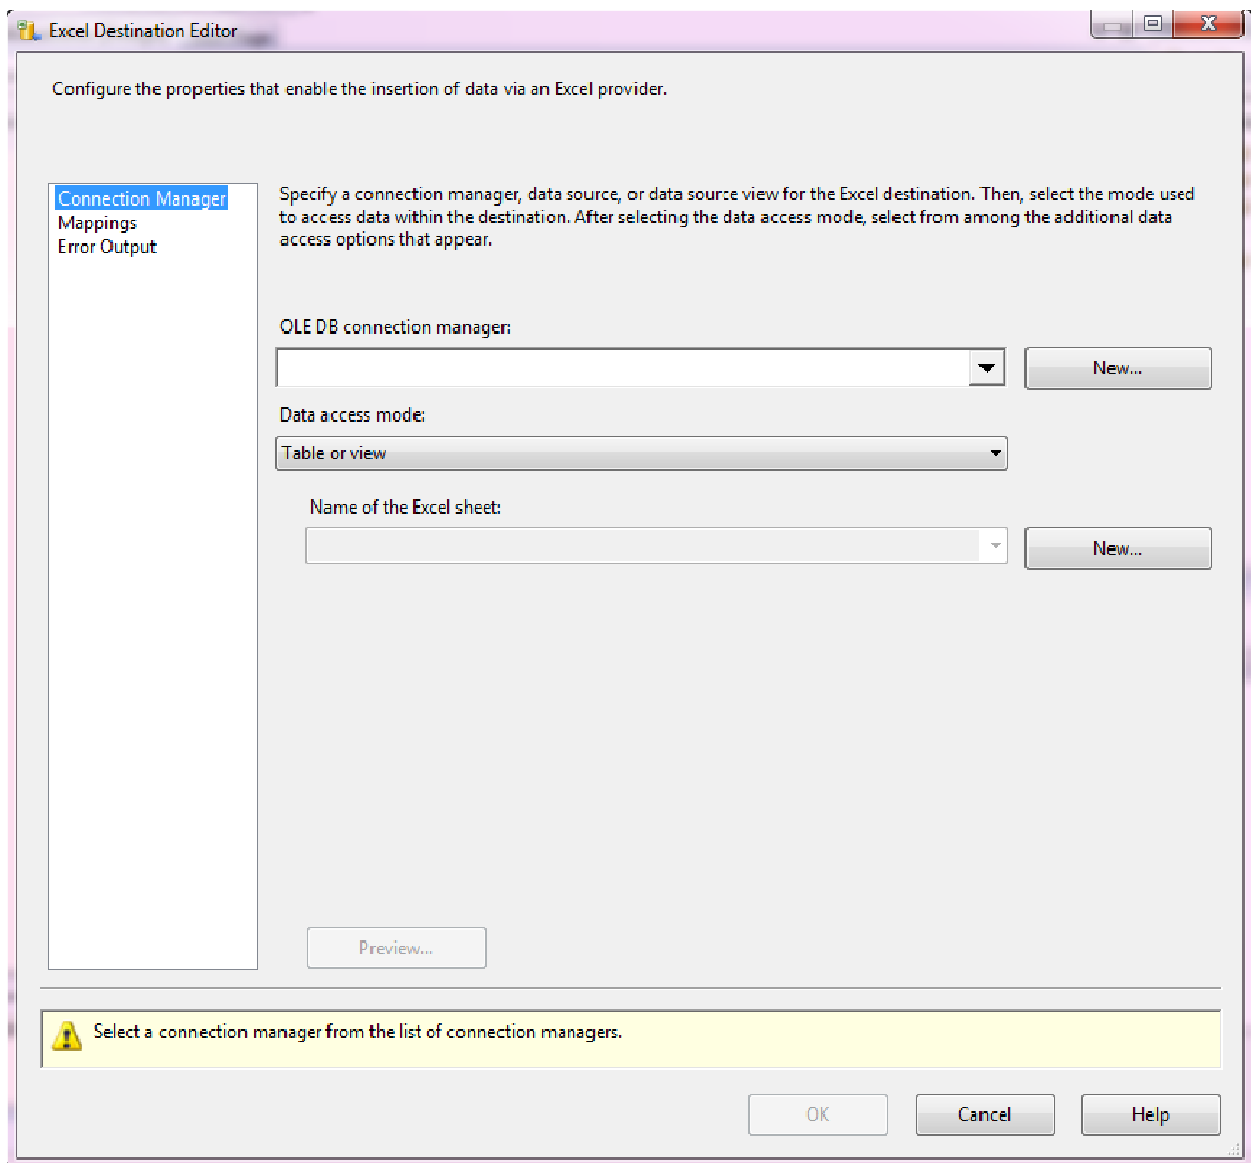 Excel Destination Editor
Configure the properties that enable the insertion of data via an Excel provider.
Connection Manager
Mappings
Error Output
Specify a connection manager, data source, or data source view for the Excel destination. Then, select the mode used
to access data within the destination. After selecting the data access mode, select from among the additional data
access options that appear.
OLE DB connection manager:
New...
Data access mode:
Table or view
Name of the Excel sheet:
New...
Preview...
Select a connection manager from the list of connection managers.
OK
Cancel
Help